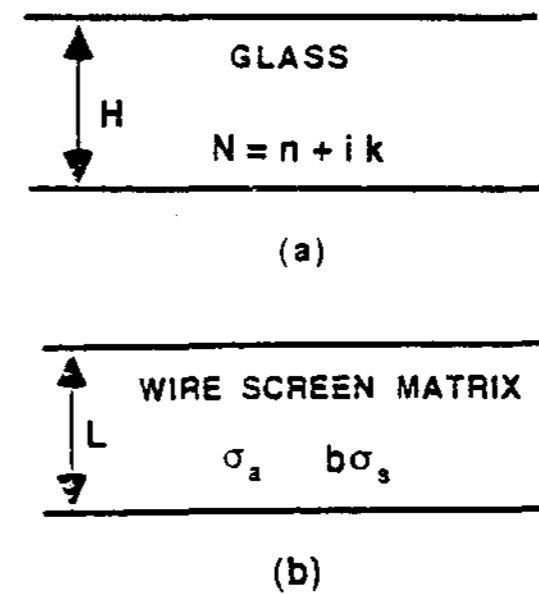 GLASS
H
N = n + i k
(a)
WIRE SCREEN MATRIX
L
σₐ bσₛ
(b)